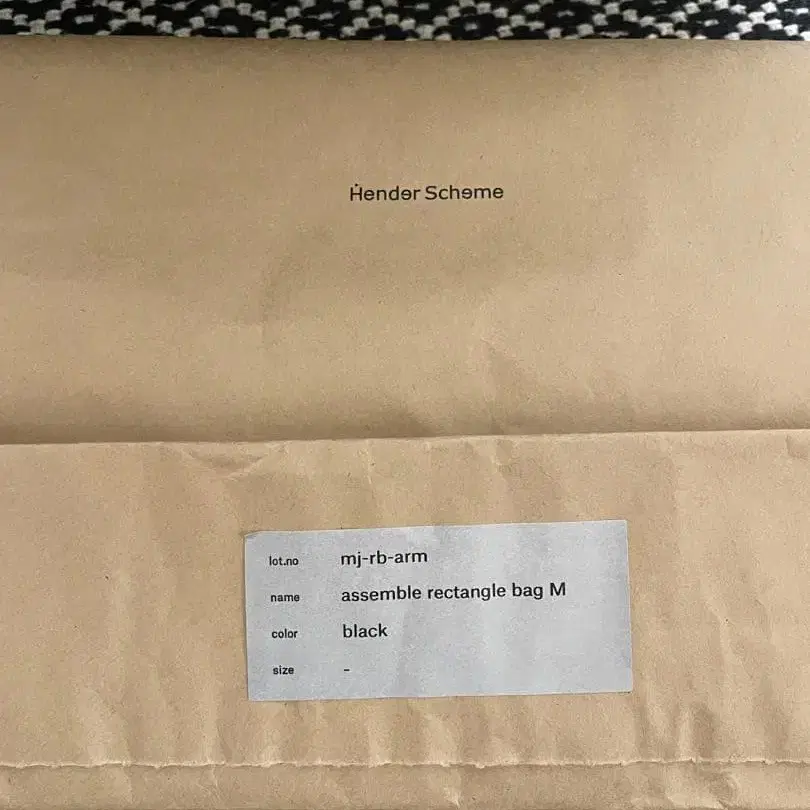 Hender Scheme
lot.no mj-rb-arm
name assemble rectangle bag M
color black
size -